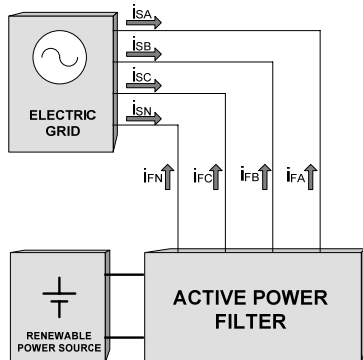 iSA
iSB
iSC
iSN
ELECTRIC
GRID
iFN
iFC
iFB
iFA
RENEWABLE
POWER SOURCE
ACTIVE POWER
FILTER